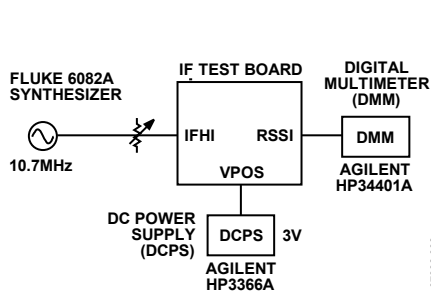 FLUKE 6082A
SYNTHESIZER
10.7MHz
IF TEST BOARD
IFHI
RSSI
VPOS
DIGITAL
MULTIMETER
(DMM)
DMM
AGILENT
HP34401A
DC POWER
SUPPLY
(DCPS)
DCPS
3V
AGILENT
HP3366A